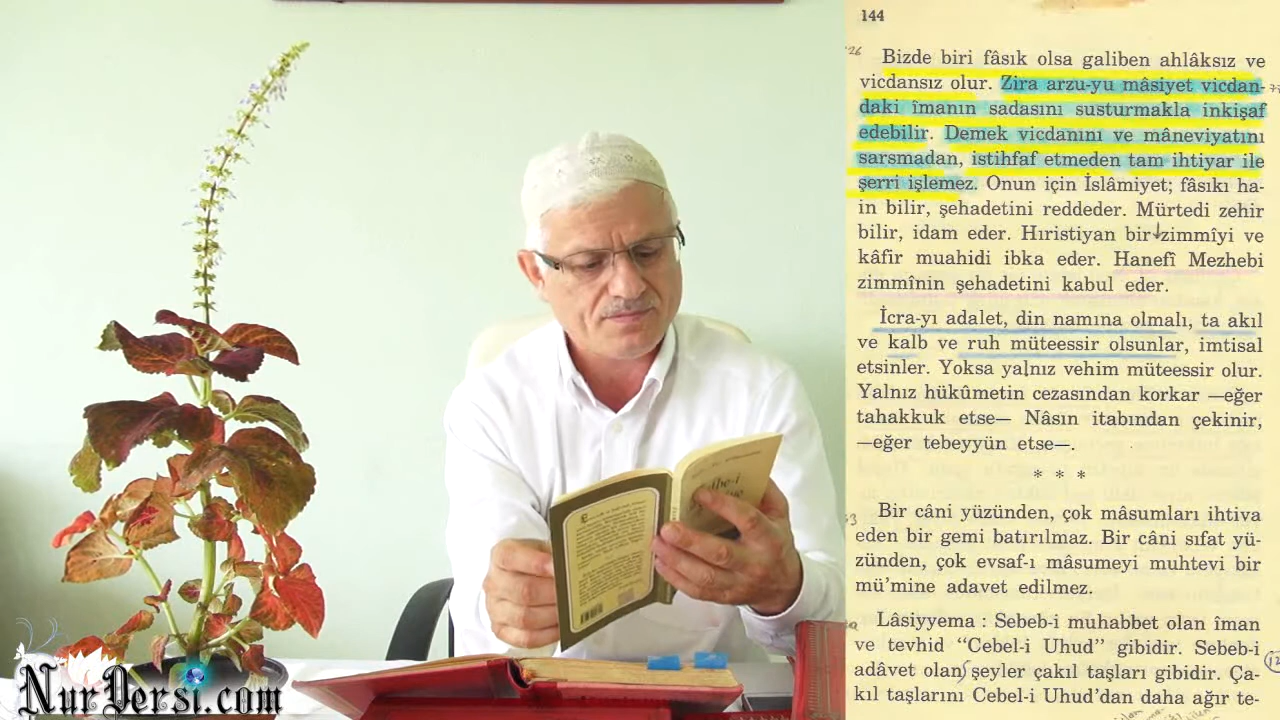 144
Bizde biri fâsık olsa galiben ahlâksız ve
vicdansız olur. Zira arzu-yu mâsiyet vicdan-
daki îmanın sadasını susturmakla inkişaf
edebilir. Demek vicdanını ve mâneviyatını
sarsmadan, istihfaf etmeden tam ihtiyar ile
şerri işlemez. Onun için İslâmiyet; fâsıkı ha-
in bilir, şehadetini reddeder. Mürtedi zehir
bilir, idam eder. Hıristiyan bir zimmîyi ve
kâfir muahidi ibka eder. Hanefî Mezhebi
zimmînin şehadetini kabul eder.
İcra-yı adalet, din namına olmalı, ta akıl
ve kalb ve ruh müteessir olsunlar, imtisal
etsinler. Yoksa yalnız vehim müteessir olur.
Yalnız hükûmetin cezasından korkar —eğer
tahakkuk etse— Nâsın itabından çekinir,
—eğer tebeyyün etse—.
* * *
Bir câni yüzünden, çok mâsumları ihtiva
eden bir gemi batırılmaz. Bir câni sıfat yü-
zünden, çok evsaf-ı mâsumeyi muhtevi bir
mü'mine adavet edilmez.
Lâsiyyema : Sebeb-i muhabbet olan îman
ve tevhid “Cebel-i Uhud” gibidir. Sebeb-i
adâvet olan şeyler çakıl taşları gibidir. Ça-
kıl taşlarını Cebel-i Uhud'dan daha ağır te-
NurDersi.com